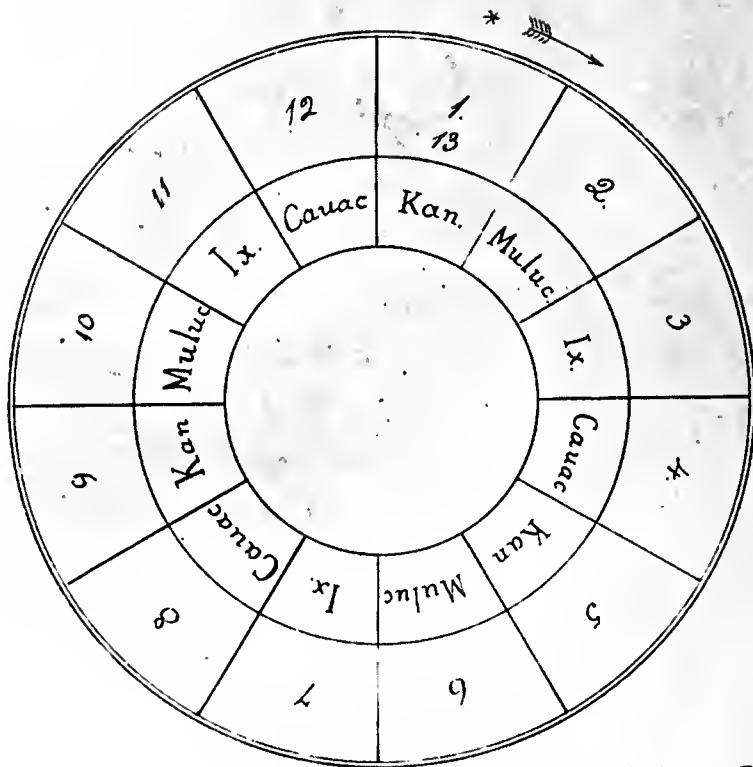 *
1.
13
2.
3
4.
5
6
7
8
9
10
11
12
Kan.
Muluc
Ix.
Cauac
Kan
Muluc
Ix.
Cauac
Kan
Muluc
Ix.
Cauac